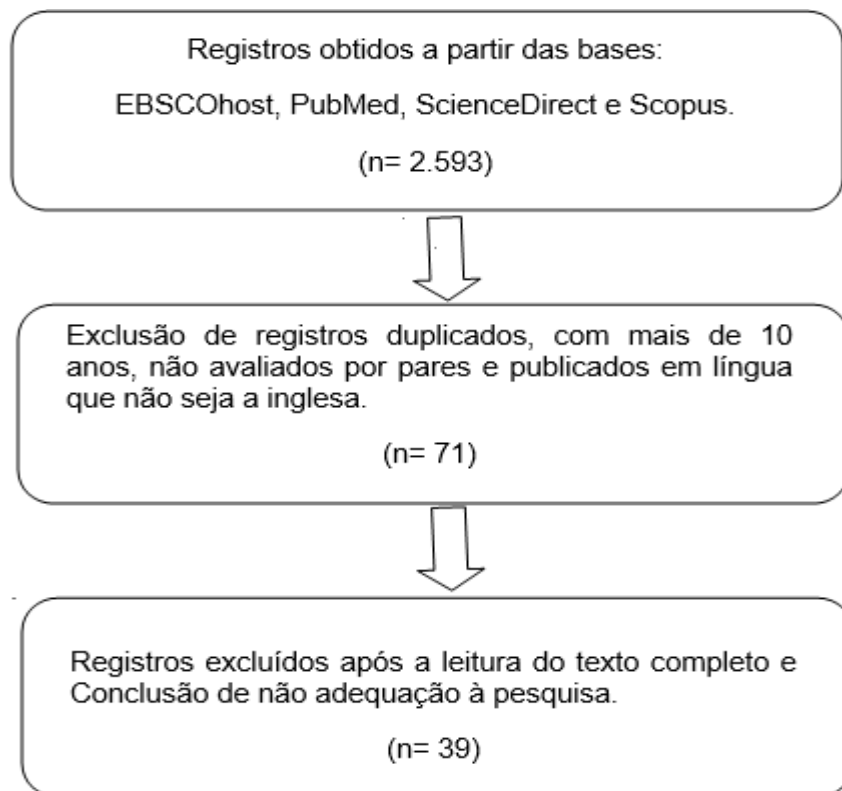 Registros obtidos a partir das bases:
EBSCOhost, PubMed, ScienceDirect e Scopus.
(n= 2.593)
Exclusão de registros duplicados, com mais de 10
anos, não avaliados por pares e publicados em língua
que não seja a inglesa.
(n= 71)
Registros excluídos após a leitura do texto completo e
Conclusão de não adequação à pesquisa.
(n= 39)